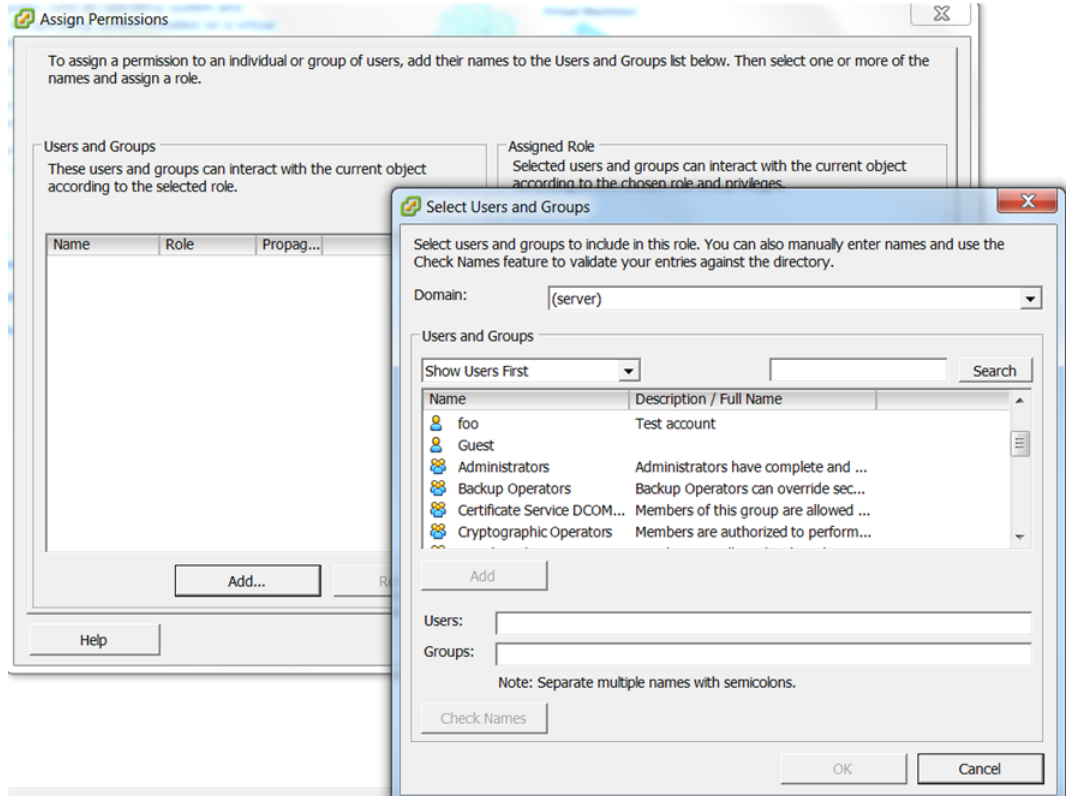 Assign Permissions
To assign a permission to an individual or group of users, add their names to the Users and Groups list below. Then select one or more of the
names and assign a role.
Users and Groups
These users and groups can interact with the current object
according to the selected role.
Assigned Role
Selected users and groups can interact with the current object
according to the chosen role and privileges.
Name Role Propag...
Add...
Help
Select Users and Groups
Select users and groups to include in this role. You can also manually enter names and use the
Check Names feature to validate your entries against the directory.
Domain: (server)
Users and Groups
Show Users First Search
Name Description / Full Name
foo Test account
Guest
Administrators Administrators have complete and ...
Backup Operators Backup Operators can override sec...
Certificate Service DCOM... Members of this group are allowed ...
Cryptographic Operators Members are authorized to perform...
Add
Users:
Groups:
Note: Separate multiple names with semicolons.
Check Names
OK Cancel